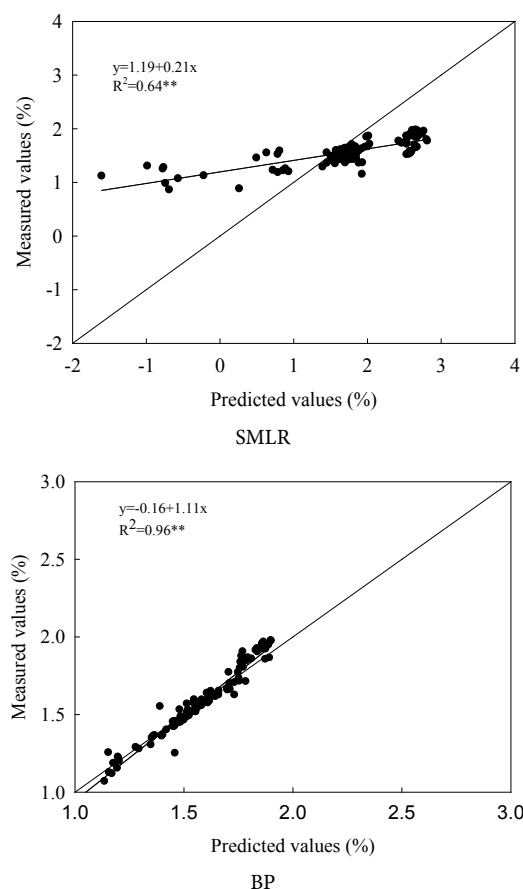 4
y=1.19+0.21x
R²=0.64**
3
2
1
0
-1
-2
Measured values (%)
-2 -1 0 1 2 3 4
Predicted values (%)
SMLR
3.0
y=-0.16+1.11x
R²=0.96**
2.5
2.0
1.5
1.0
Measured values (%)
1.0 1.5 2.0 2.5 3.0
Predicted values (%)
BP